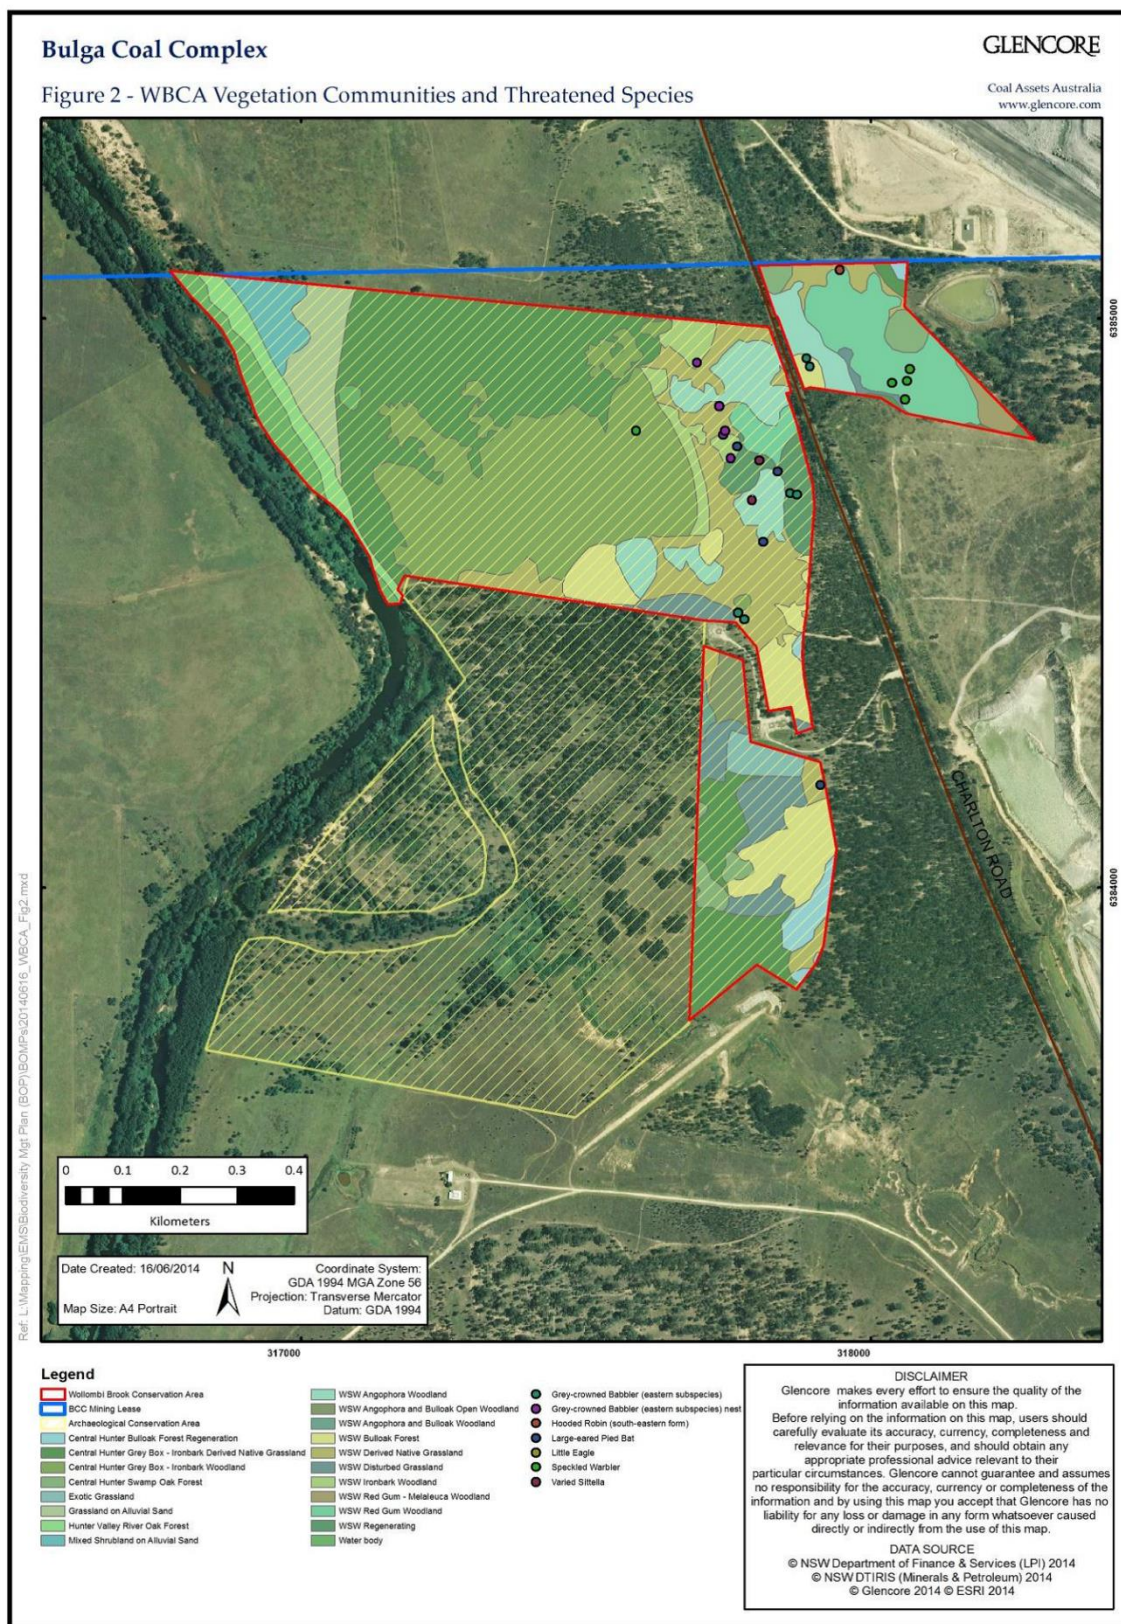 Bulga Coal Complex
GLENCORE
Figure 2 - WBCA Vegetation Communities and Threatened Species
Coal Assets Australia
www.glencore.com
6385000
6384000
CHARLTON ROAD
Ref: L:\Mapping\EMS\Biodiversity Mgt Plan (BOP)\BOMPs\20140616_WBCA_Fig2.mxd
0 0.1 0.2 0.3 0.4
Kilometers
Date Created: 16/06/2014
Map Size: A4 Portrait
N
Coordinate System:
GDA 1994 MGA Zone 56
Projection: Transverse Mercator
Datum: GDA 1994
317000
318000
Legend
Wollombi Brook Conservation Area
BCC Mining Lease
Archaeological Conservation Area
Central Hunter Bulloak Forest Regeneration
Central Hunter Grey Box - Ironbark Derived Native Grassland
Central Hunter Grey Box - Ironbark Woodland
Central Hunter Swamp Oak Forest
Exotic Grassland
Grassland on Alluvial Sand
Hunter Valley River Oak Forest
Mixed Shrubland on Alluvial Sand
WSW Angophora Woodland
WSW Angophora and Bulloak Open Woodland
WSW Angophora and Bulloak Woodland
WSW Bulloak Forest
WSW Derived Native Grassland
WSW Disturbed Grassland
WSW Ironbark Woodland
WSW Red Gum - Melaleuca Woodland
WSW Red Gum Woodland
WSW Regenerating
Water body
Grey-crowned Babbler (eastern subspecies)
Grey-crowned Babbler (eastern subspecies) nest
Hooded Robin (south-eastern form)
Large-eared Pied Bat
Little Eagle
Speckled Warbler
Varied Sittella
DISCLAIMER
Glencore makes every effort to ensure the quality of the
information available on this map.
Before relying on the information on this map, users should
carefully evaluate its accuracy, currency, completeness and
relevance for their purposes, and should obtain any
appropriate professional advice relevant to their
particular circumstances. Glencore cannot guarantee and assumes
no responsibility for the accuracy, currency or completeness of the
information and by using this map you accept that Glencore has no
liability for any loss or damage in any form whatsoever caused
directly or indirectly from the use of this map.
DATA SOURCE
© NSW Department of Finance & Services (LPI) 2014
© NSW DTIRIS (Minerals & Petroleum) 2014
© Glencore 2014 © ESRI 2014